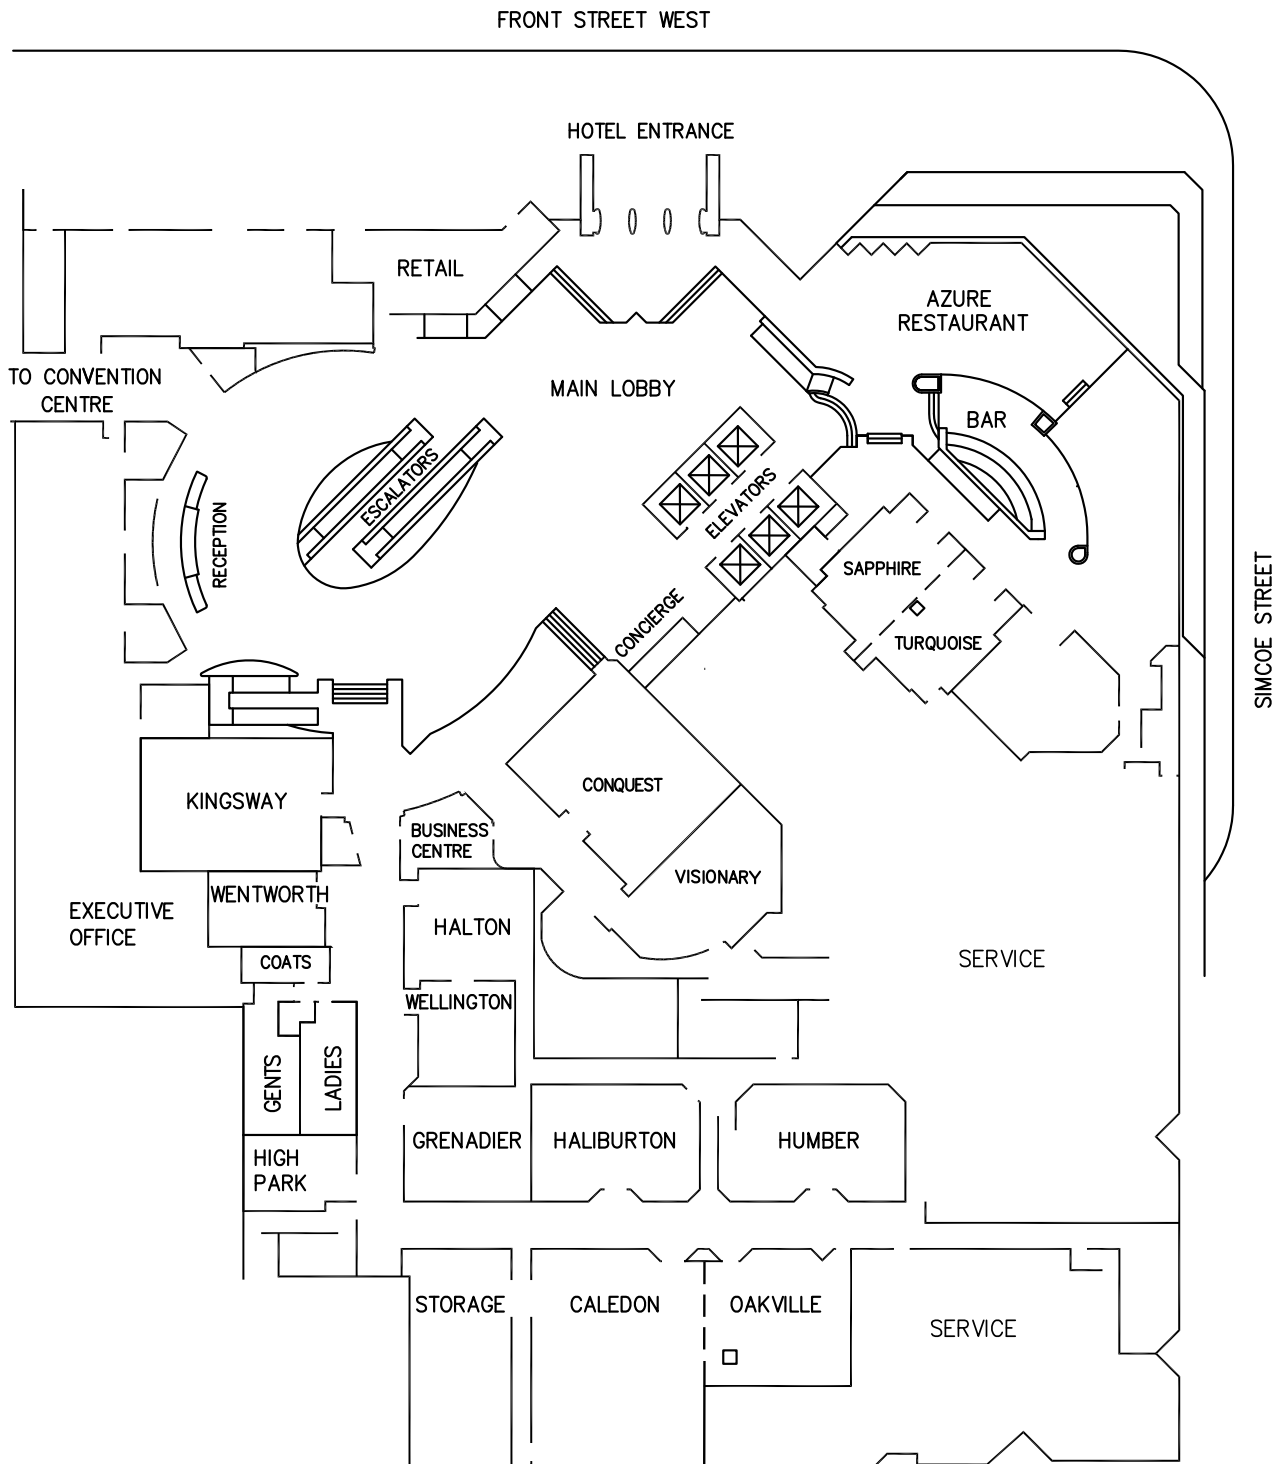 FRONT STREET WEST
HOTEL ENTRANCE
RETAIL
AZURE
RESTAURANT
TO CONVENTION
CENTRE
MAIN LOBBY
BAR
ESCALATORS
ELEVATORS
RECEPTION
SAPPHIRE
CONCIERGE
TURQUOISE
SIMCOE STREET
CONQUEST
KINGSWAY
BUSINESS
CENTRE
VISIONARY
WENTWORTH
EXECUTIVE
OFFICE
HALTON
COATS
SERVICE
WELLINGTON
GENTS
LADIES
GRENADIER
HALIBURTON
HUMBER
HIGH
PARK
STORAGE
CALEDON
OAKVILLE
SERVICE